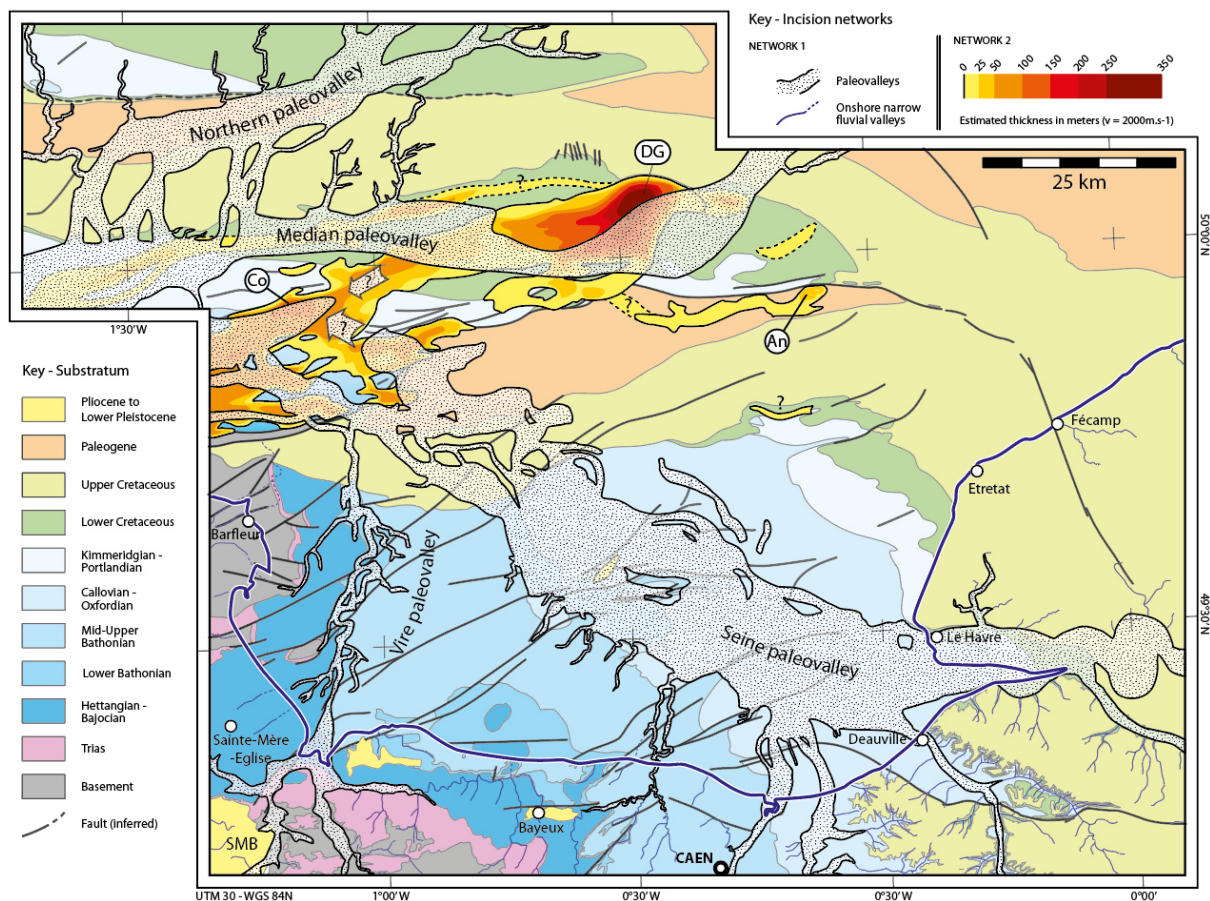 Key - Incision networks
NETWORK 1
NETWORK 2
Paleovalleys
Onshore narrow
fluvial valleys
0 25 50 100 150 250 350
Estimated thickness in meters (v = 2000m.s-1)
25 km
Northern paleovalley
DG
?
Median paleovalley
Co
?
?
?
An
?
50°00'N
1°30'W
Key - Substratum
Pliocene to
Lower Pleistocene
Paleogene
Upper Cretaceous
Lower Cretaceous
Kimmeridgian -
Portlandian
Callovian -
Oxfordian
Mid-Upper
Bathonian
Lower Bathonian
Hettangian -
Bajocian
Trias
Basement
Fault (inferred)
Fécamp
Etretat
Barfleur
Vire paleovalley
Seine paleovalley
Le Havre
49°30'N
Deauville
Sainte-Mère
-Eglise
Bayeux
SMB
CAEN
UTM 30 - WGS 84N
1°00'W
0°30'W
0°30'W
0°00'W